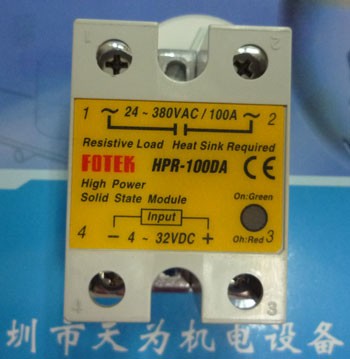 1 2
1 ~ 24 ~ 380VAC / 100A ~ 2
Resistive Load Heat Sink Required
FOTEK HPR-100DA CE
High Power
Solid State Module
On:Green
Input
4 − 4 ~ 32VDC + 3
Oh:Red
4 3
圳市天为机电设备